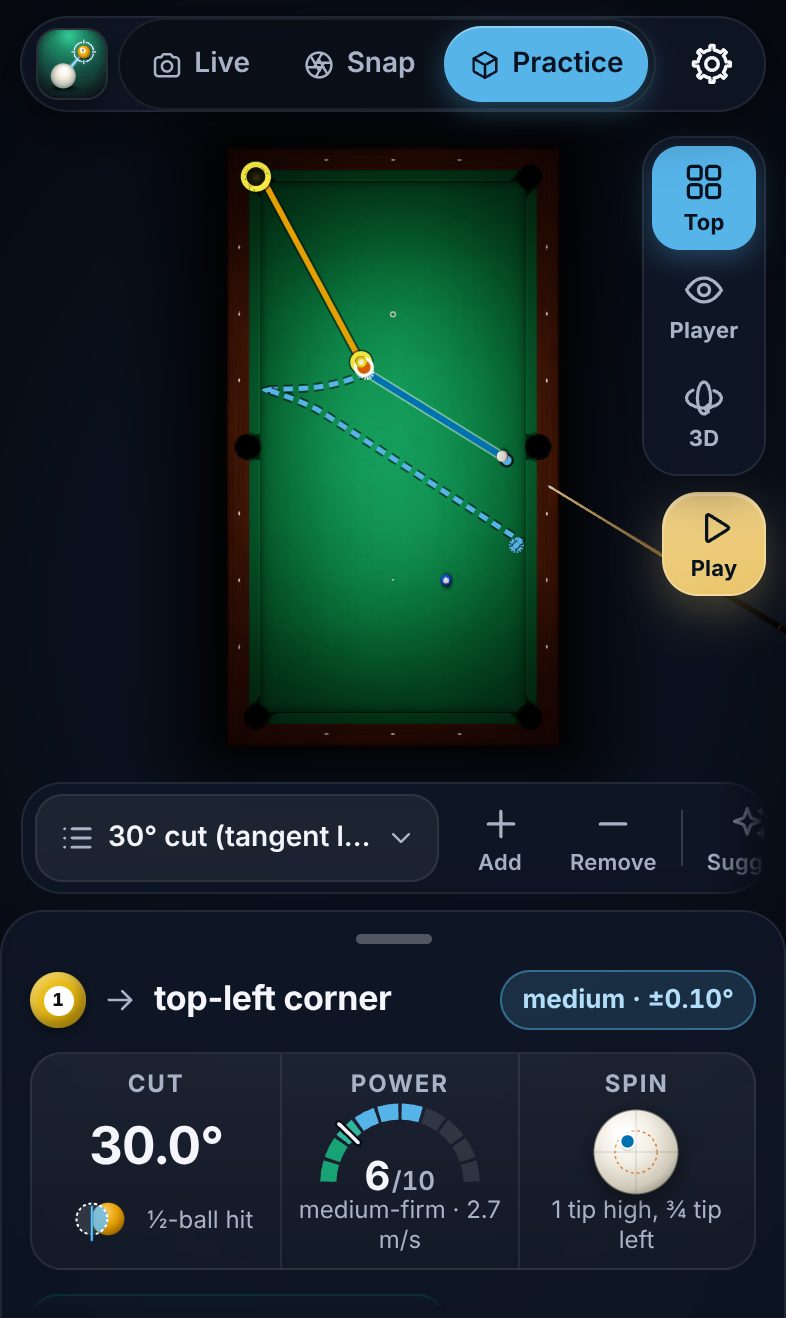 Live
Snap
Practice
Top
Player
3D
Play
30° cut (tangent l...
Add
Remove
Sugg
1
top-left corner
medium · ±0.10°
CUT
30.0°
½-ball hit
POWER
6/10
medium-firm · 2.7
m/s
SPIN
1 tip high, ¾ tip
left